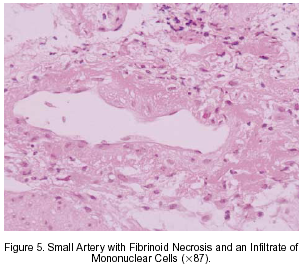 Figure 5. Small Artery with Fibrinoid Necrosis and an Infiltrate of
Mononuclear Cells (×87).